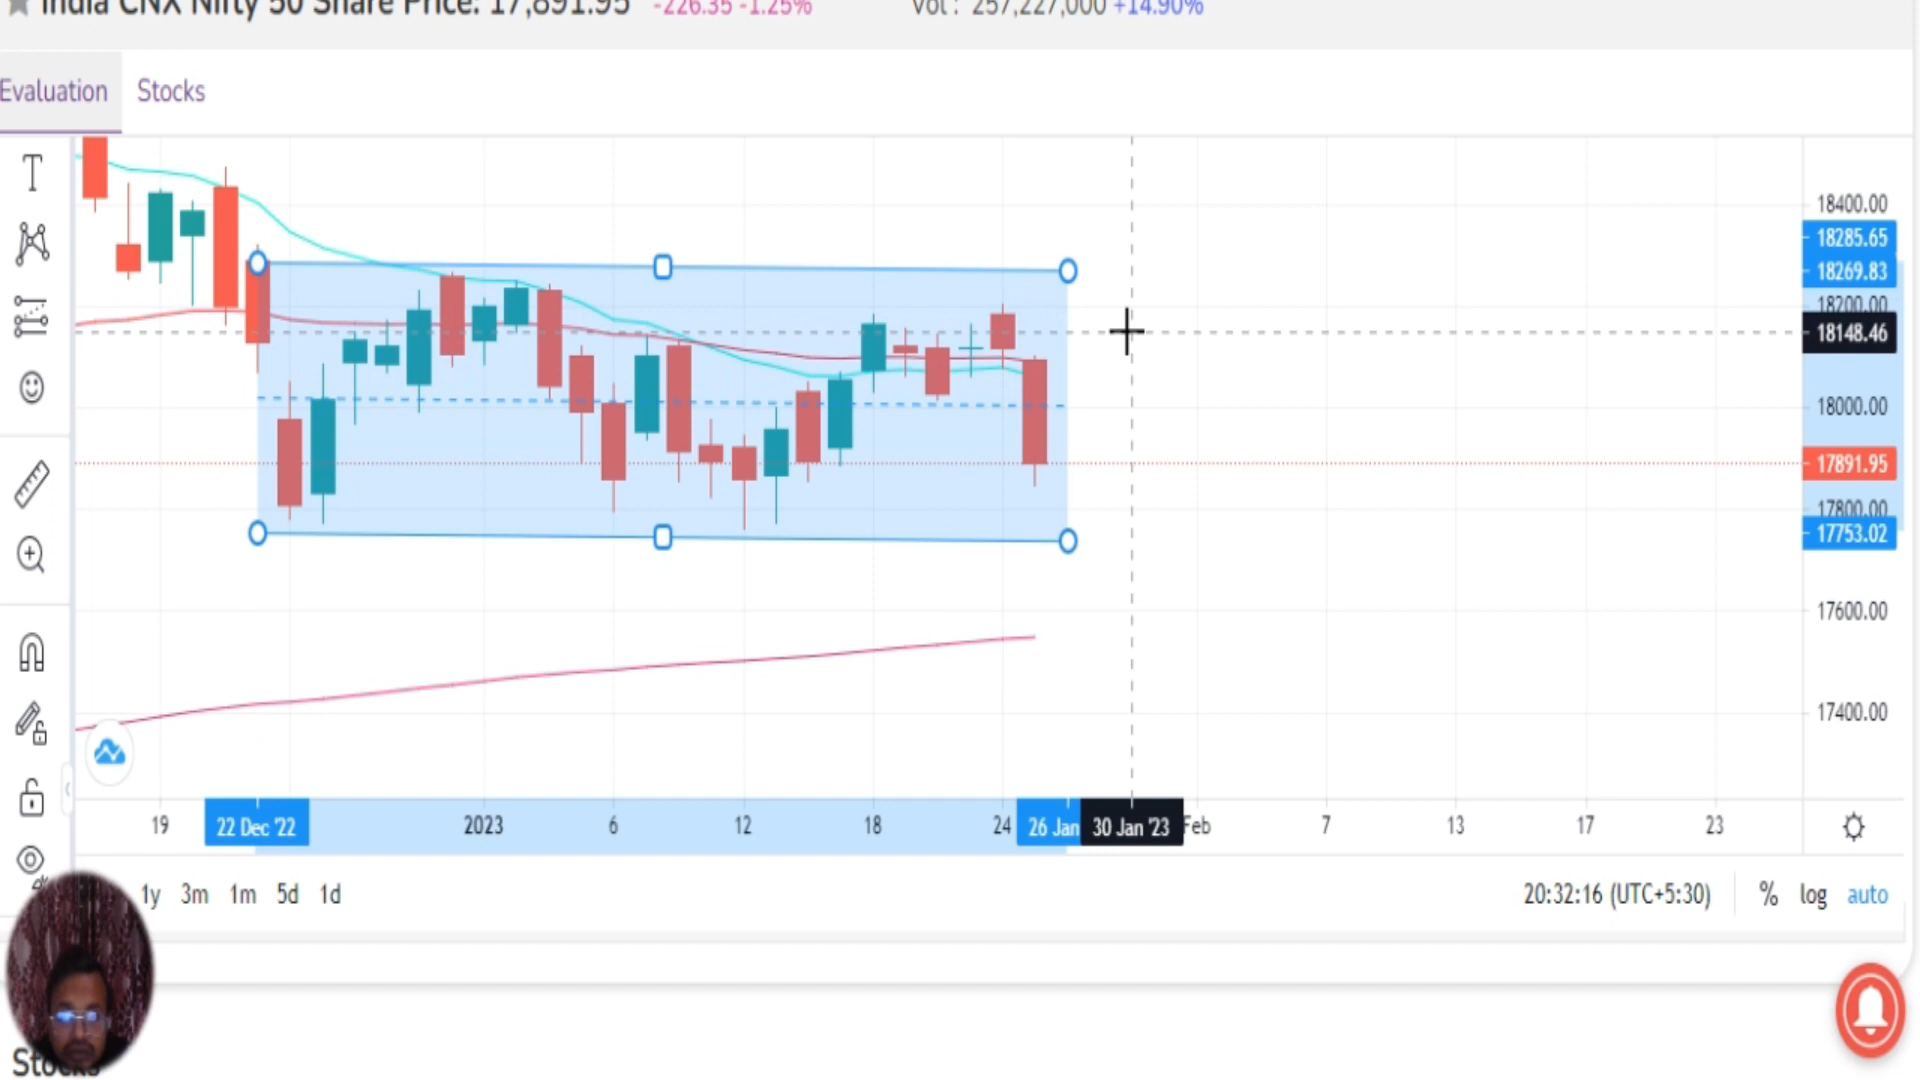 India CNX Nifty 50 Share Price: 17,891.95 -226.35 -1.25% Vol : 257,227,000 +14.90%
Evaluation Stocks
T
18400.00
18285.65
18269.83
18200.00
18148.46
18000.00
17891.95
17800.00
17753.02
17600.00
17400.00
19 22 Dec '22 2023 6 12 18 24 26 Jan 30 Jan '23 Feb 7 13 17 23
1y 3m 1m 5d 1d 20:32:16 (UTC+5:30) % log auto
Stocks